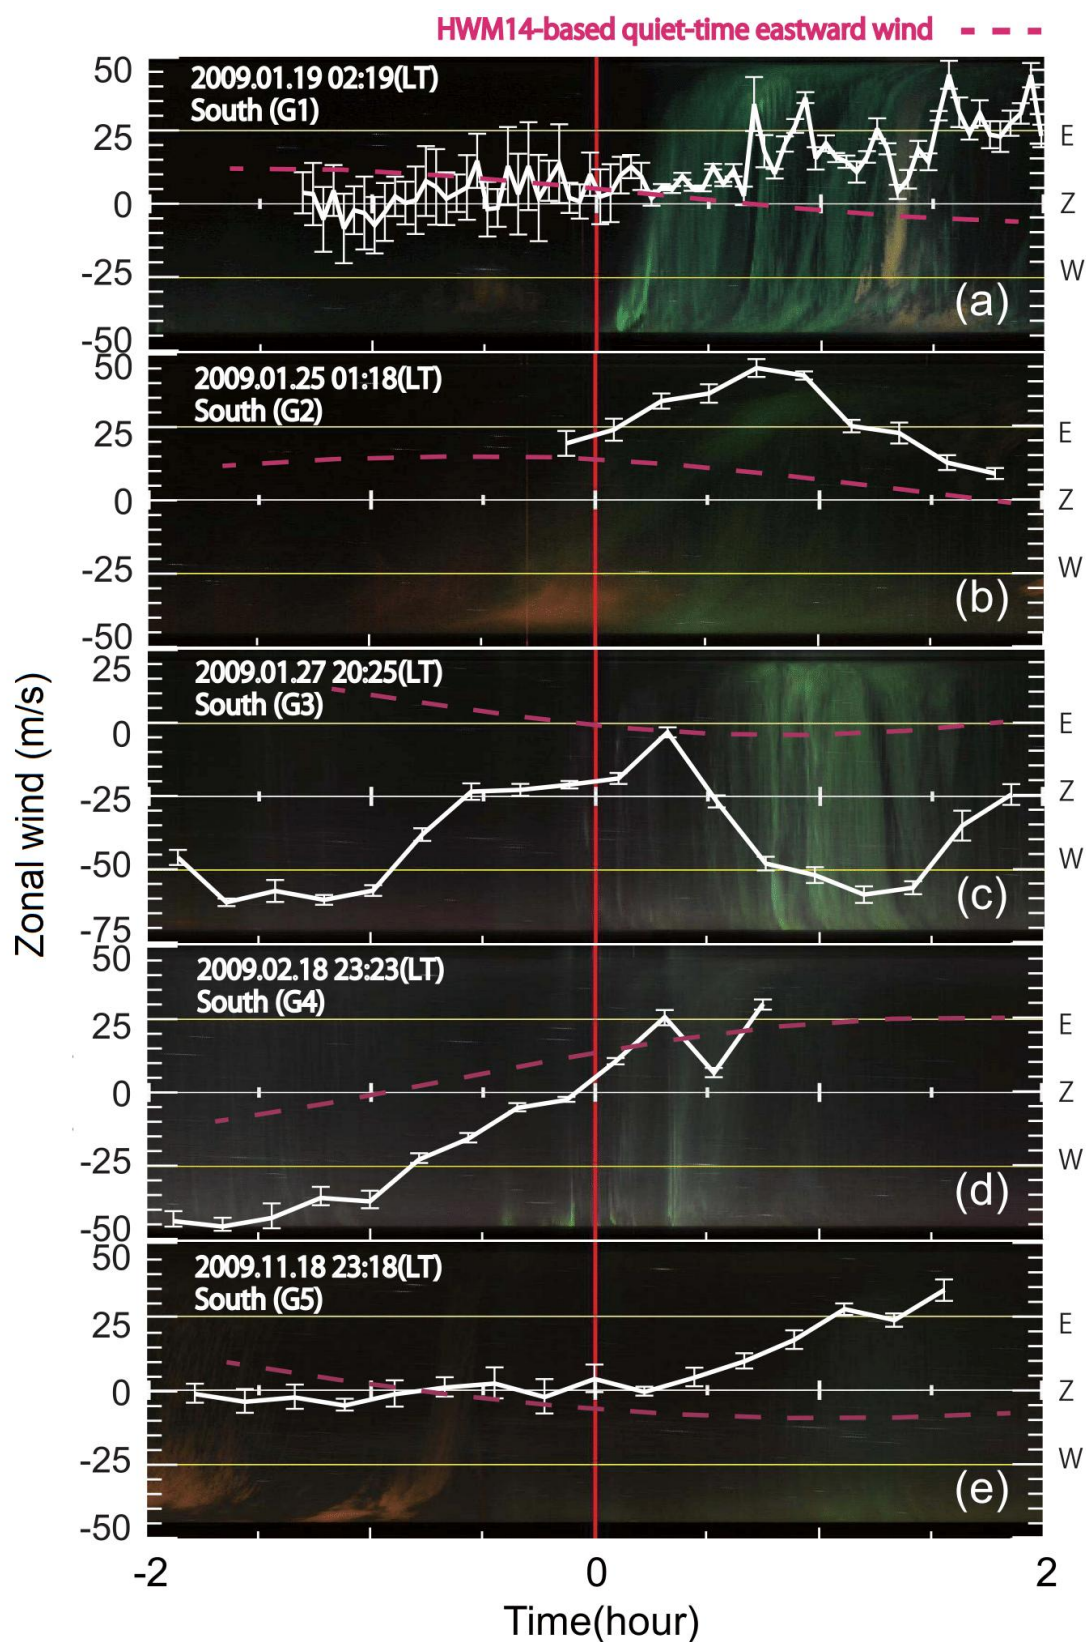 HWM14-based quiet-time eastward wind
50
2009.01.19 02:19(LT)
South (G1)
25
E
0
Z
-25
W
(a)
-50
50
2009.01.25 01:18(LT)
South (G2)
25
E
0
Z
-25
W
(b)
-50
25
2009.01.27 20:25(LT)
South (G3)
0
E
-25
Z
-50
W
(c)
-75
50
2009.02.18 23:23(LT)
South (G4)
25
E
0
Z
-25
W
(d)
-50
50
2009.11.18 23:18(LT)
South (G5)
25
E
0
Z
-25
W
(e)
-50
Zonal wind (m/s)
-2
0
2
Time(hour)